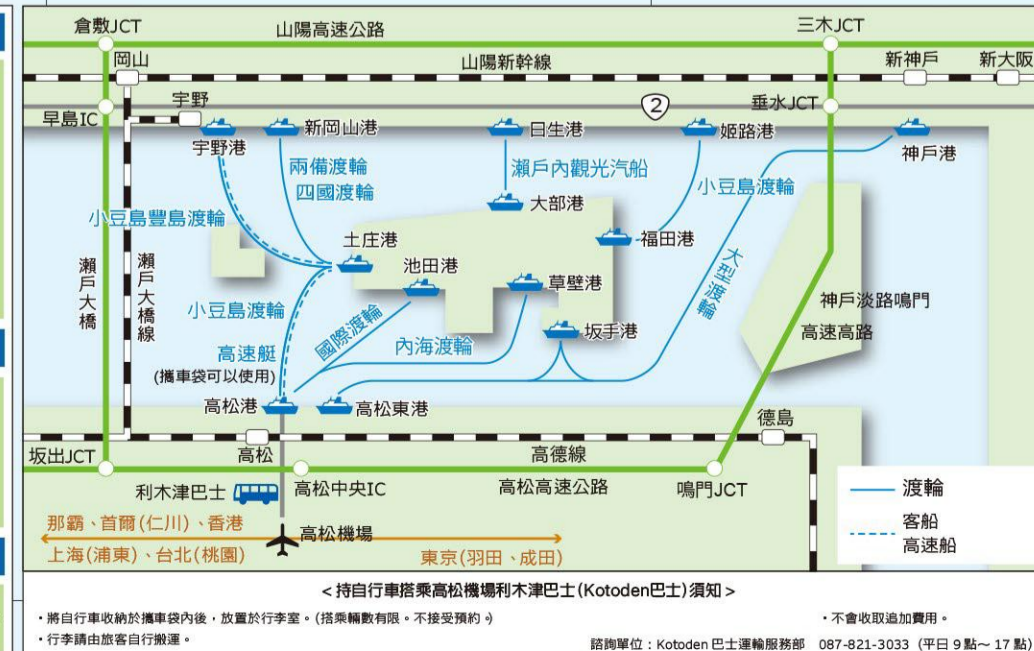 倉敷JCT
山陽高速公路
三木JCT
岡山
山陽新幹線
新神戶
新大阪
早島IC
宇野
2
垂水JCT
宇野港
新岡山港
日生港
姬路港
神戶港
兩備渡輪
四國渡輪
瀨戶內觀光汽船
小豆島渡輪
小豆島豐島渡輪
大部港
土庄港
福田港
瀨戶大橋
瀨戶大橋線
池田港
草壁港
大型渡輪
神戶淡路鳴門
高速高路
小豆島渡輪
國際渡輪
內海渡輪
坂手港
高速艇
(攜車袋可以使用)
高松港
高松東港
德島
坂出JCT
高松
高德線
利木津巴士
高松中央IC
高松高速公路
鳴門JCT
渡輪
客船
高速船
那霸、首爾(仁川)、香港
高松機場
上海(浦東)、台北(桃園)
東京(羽田、成田)
<持自行車搭乘高松機場利木津巴士(Kotoden巴士)須知>
・將自行車收納於攜車袋內後，放置於行李室。(搭乘輛數有限。不接受預約。)
・不會收取追加費用。
・行李請由旅客自行搬運。
諮詢單位：Kotoden 巴士運輸服務部 087-821-3033 (平日 9 點～ 17 點)